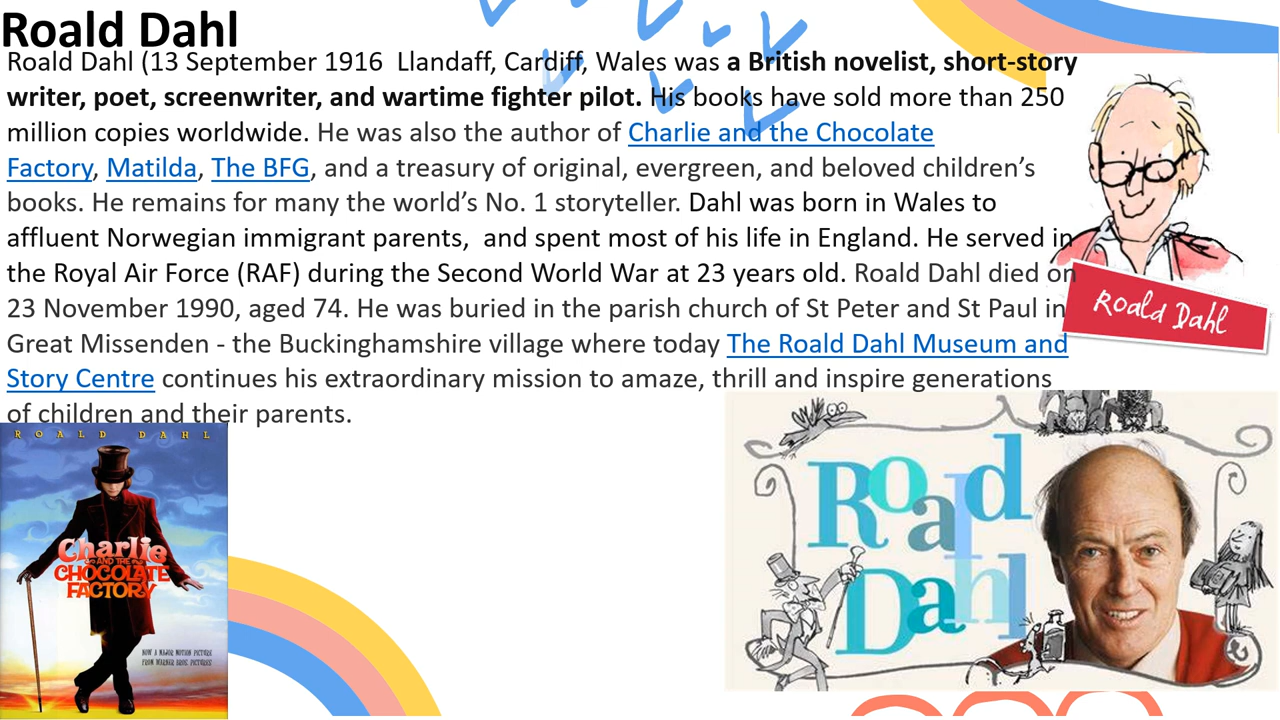 Roald Dahl
Roald Dahl (13 September 1916  Llandaff, Cardiff, Wales was a British novelist, short-story
writer, poet, screenwriter, and wartime fighter pilot. His books have sold more than 250
million copies worldwide. He was also the author of Charlie and the Chocolate
Factory, Matilda, The BFG, and a treasury of original, evergreen, and beloved children’s
books. He remains for many the world’s No. 1 storyteller. Dahl was born in Wales to
affluent Norwegian immigrant parents,  and spent most of his life in England. He served in
the Royal Air Force (RAF) during the Second World War at 23 years old. Roald Dahl died on
23 November 1990, aged 74. He was buried in the parish church of St Peter and St Paul in
Great Missenden - the Buckinghamshire village where today The Roald Dahl Museum and
Story Centre continues his extraordinary mission to amaze, thrill and inspire generations
of children and their parents.
Roald Dahl
ROALD DAHL
Charlie
AND THE
CHOCOLATE
FACTORY
NOW A MAJOR MOTION PICTURE
FROM WARNER BROS. PICTURES
Roald
Dahl